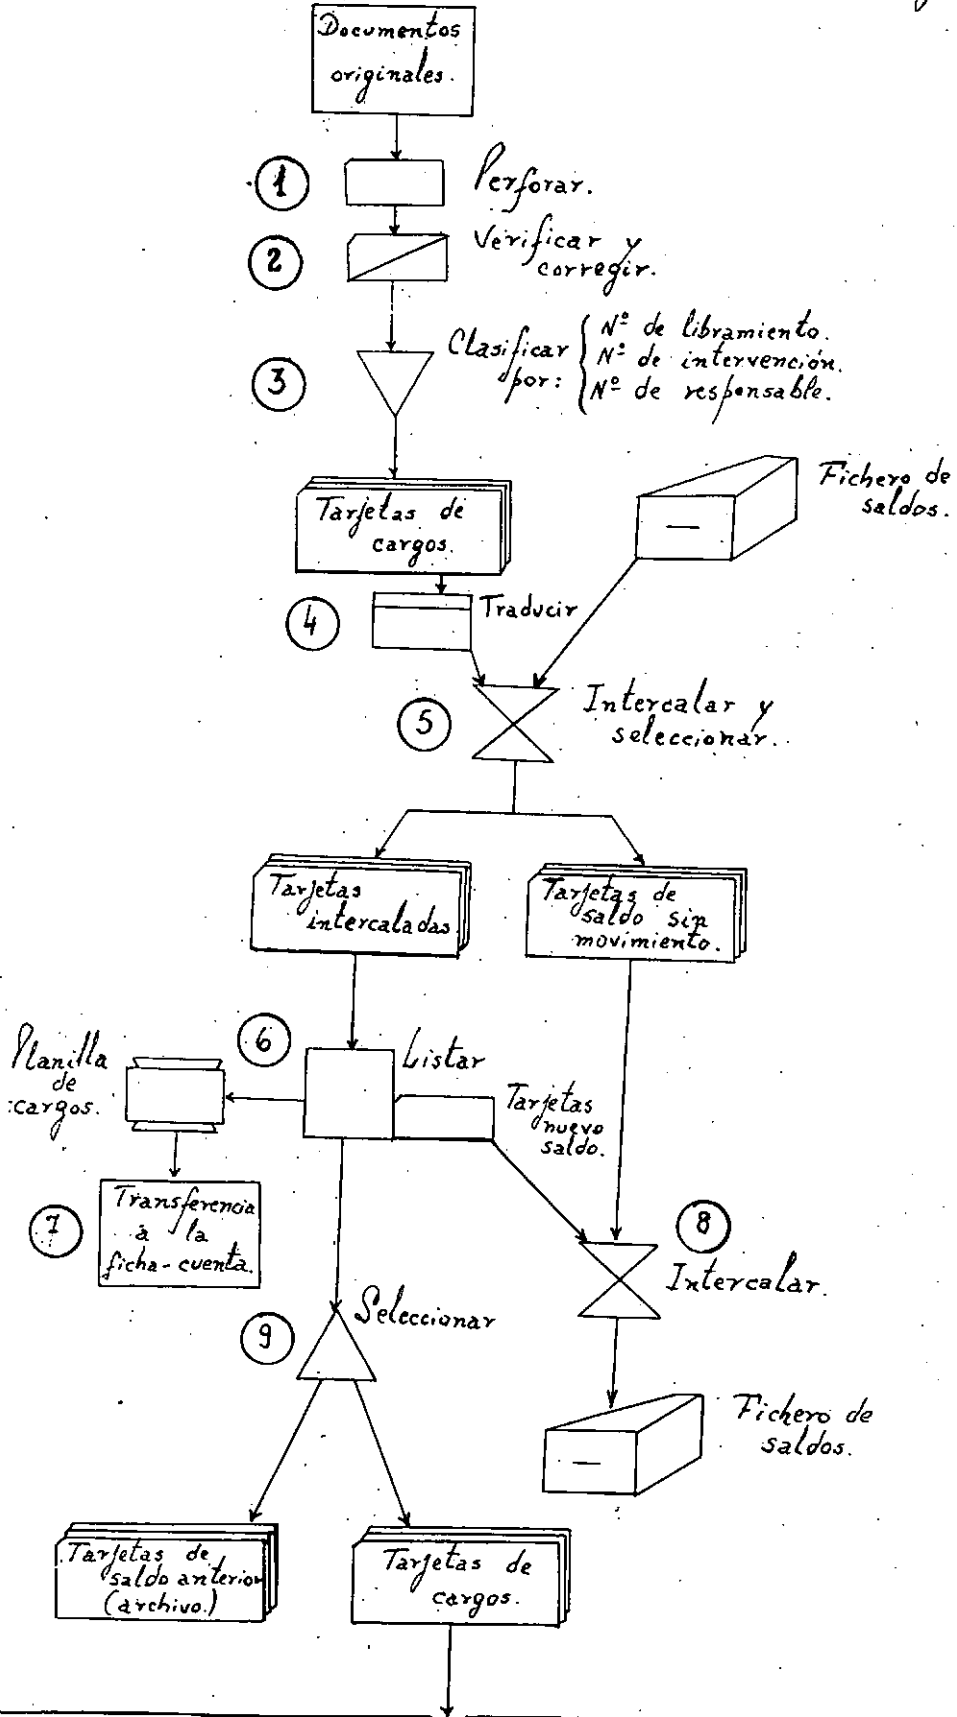 Documentos
originales.
1
Perforar.
2
Verificar y
corregir.
3
Clasificar
por:
Nº de libramiento.
Nº de intervención.
Nº de responsable.
Tarjetas de
cargos.
Fichero de
saldos.
4
Traducir
5
Intercalar y
seleccionar.
Tarjetas
intercaladas
Tarjetas de
saldo sin
movimiento.
6
Listar
Planilla
de
cargos.
Tarjetas
nuevo
saldo.
7
Transferencia
à la
ficha-cuenta.
8
Intercalar.
9
Seleccionar
Fichero de
saldos.
Tarjetas de
saldo anterior
(archivo.)
Tarjetas de
cargos.